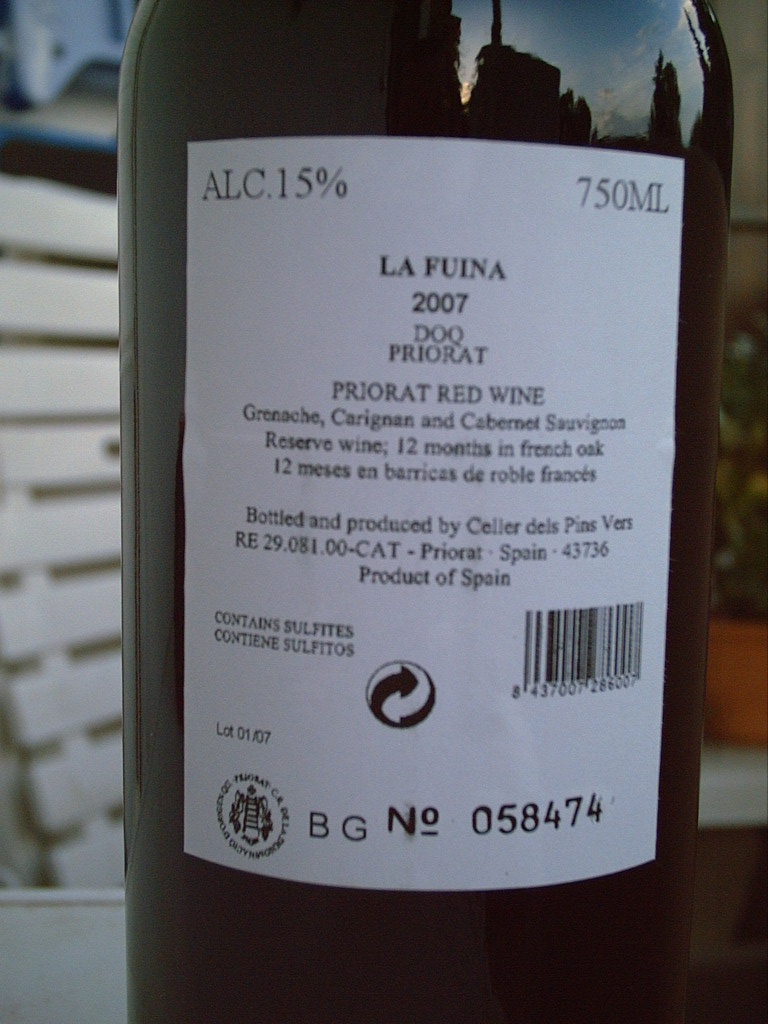 ALC.15% 750ML
LA FUINA
2007
DOQ
PRIORAT
PRIORAT RED WINE
Grenache, Carignan and Cabernet Sauvignon
Reserve wine; 12 months in french oak
12 meses en barricas de roble francés
Bottled and produced by Celler dels Pins Vers
RE 29.081.00-CAT - Priorat · Spain · 43736
Product of Spain
CONTAINS SULFITES
CONTIENE SULFITOS
8 437007 286007
Lot 01/07
PRIORAT C.R. DE LA
BG Nº 058474